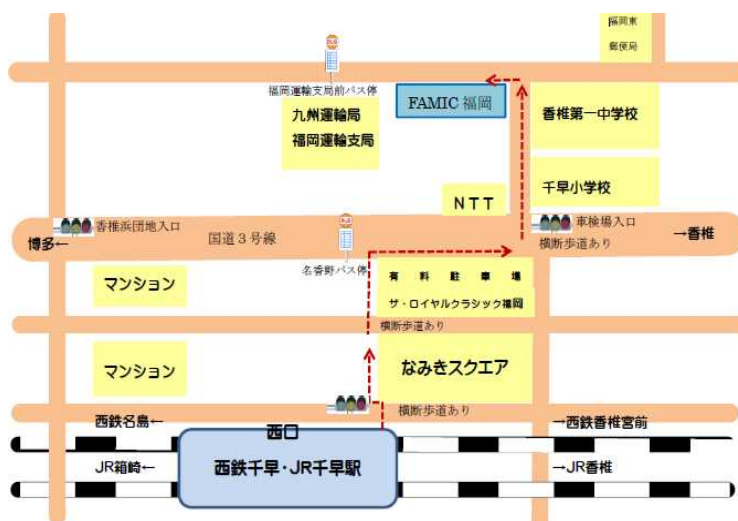 福岡東
郵便局
福岡運輸支局前バス停
九州運輸局
福岡運輸支局
FAMIC 福岡
香椎第一中学校
千早小学校
NTT
香椎浜団地入口
車検場入口
博多←
国道3号線
横断歩道あり
→香椎
名香野バス停
マンション
有料駐車場
ザ・ロイヤルクラシック福岡
横断歩道あり
マンション
なみきスクエア
横断歩道あり
西鉄名島←
西口
→西鉄香椎宮前
JR箱崎←
西鉄千早・JR千早駅
→JR香椎